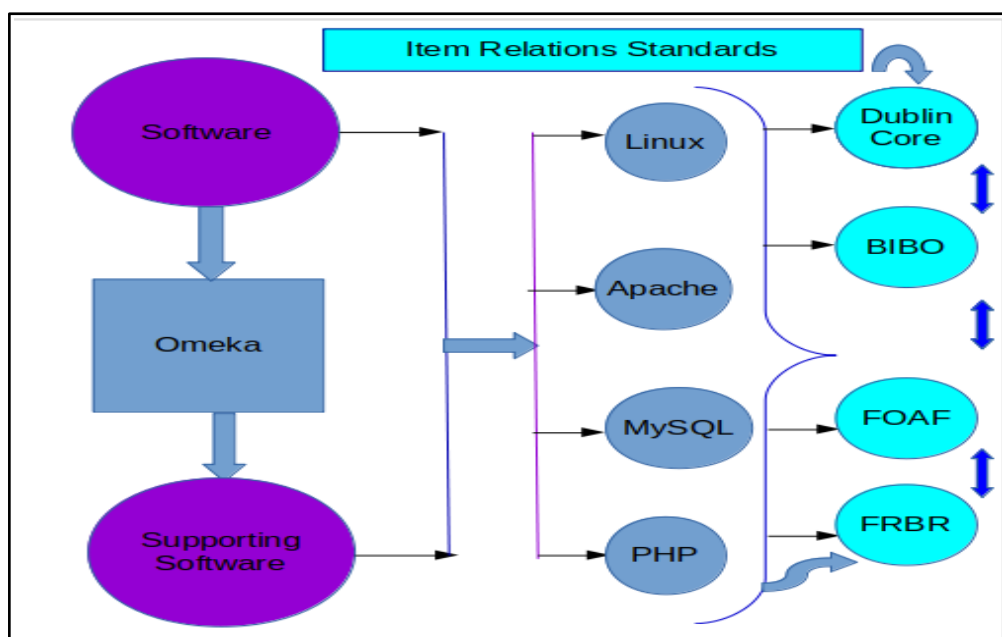 Item Relations Standards
Software
Omeka
Supporting
Software
Linux
Apache
MySQL
PHP
Dublin
Core
BIBO
FOAF
FRBR